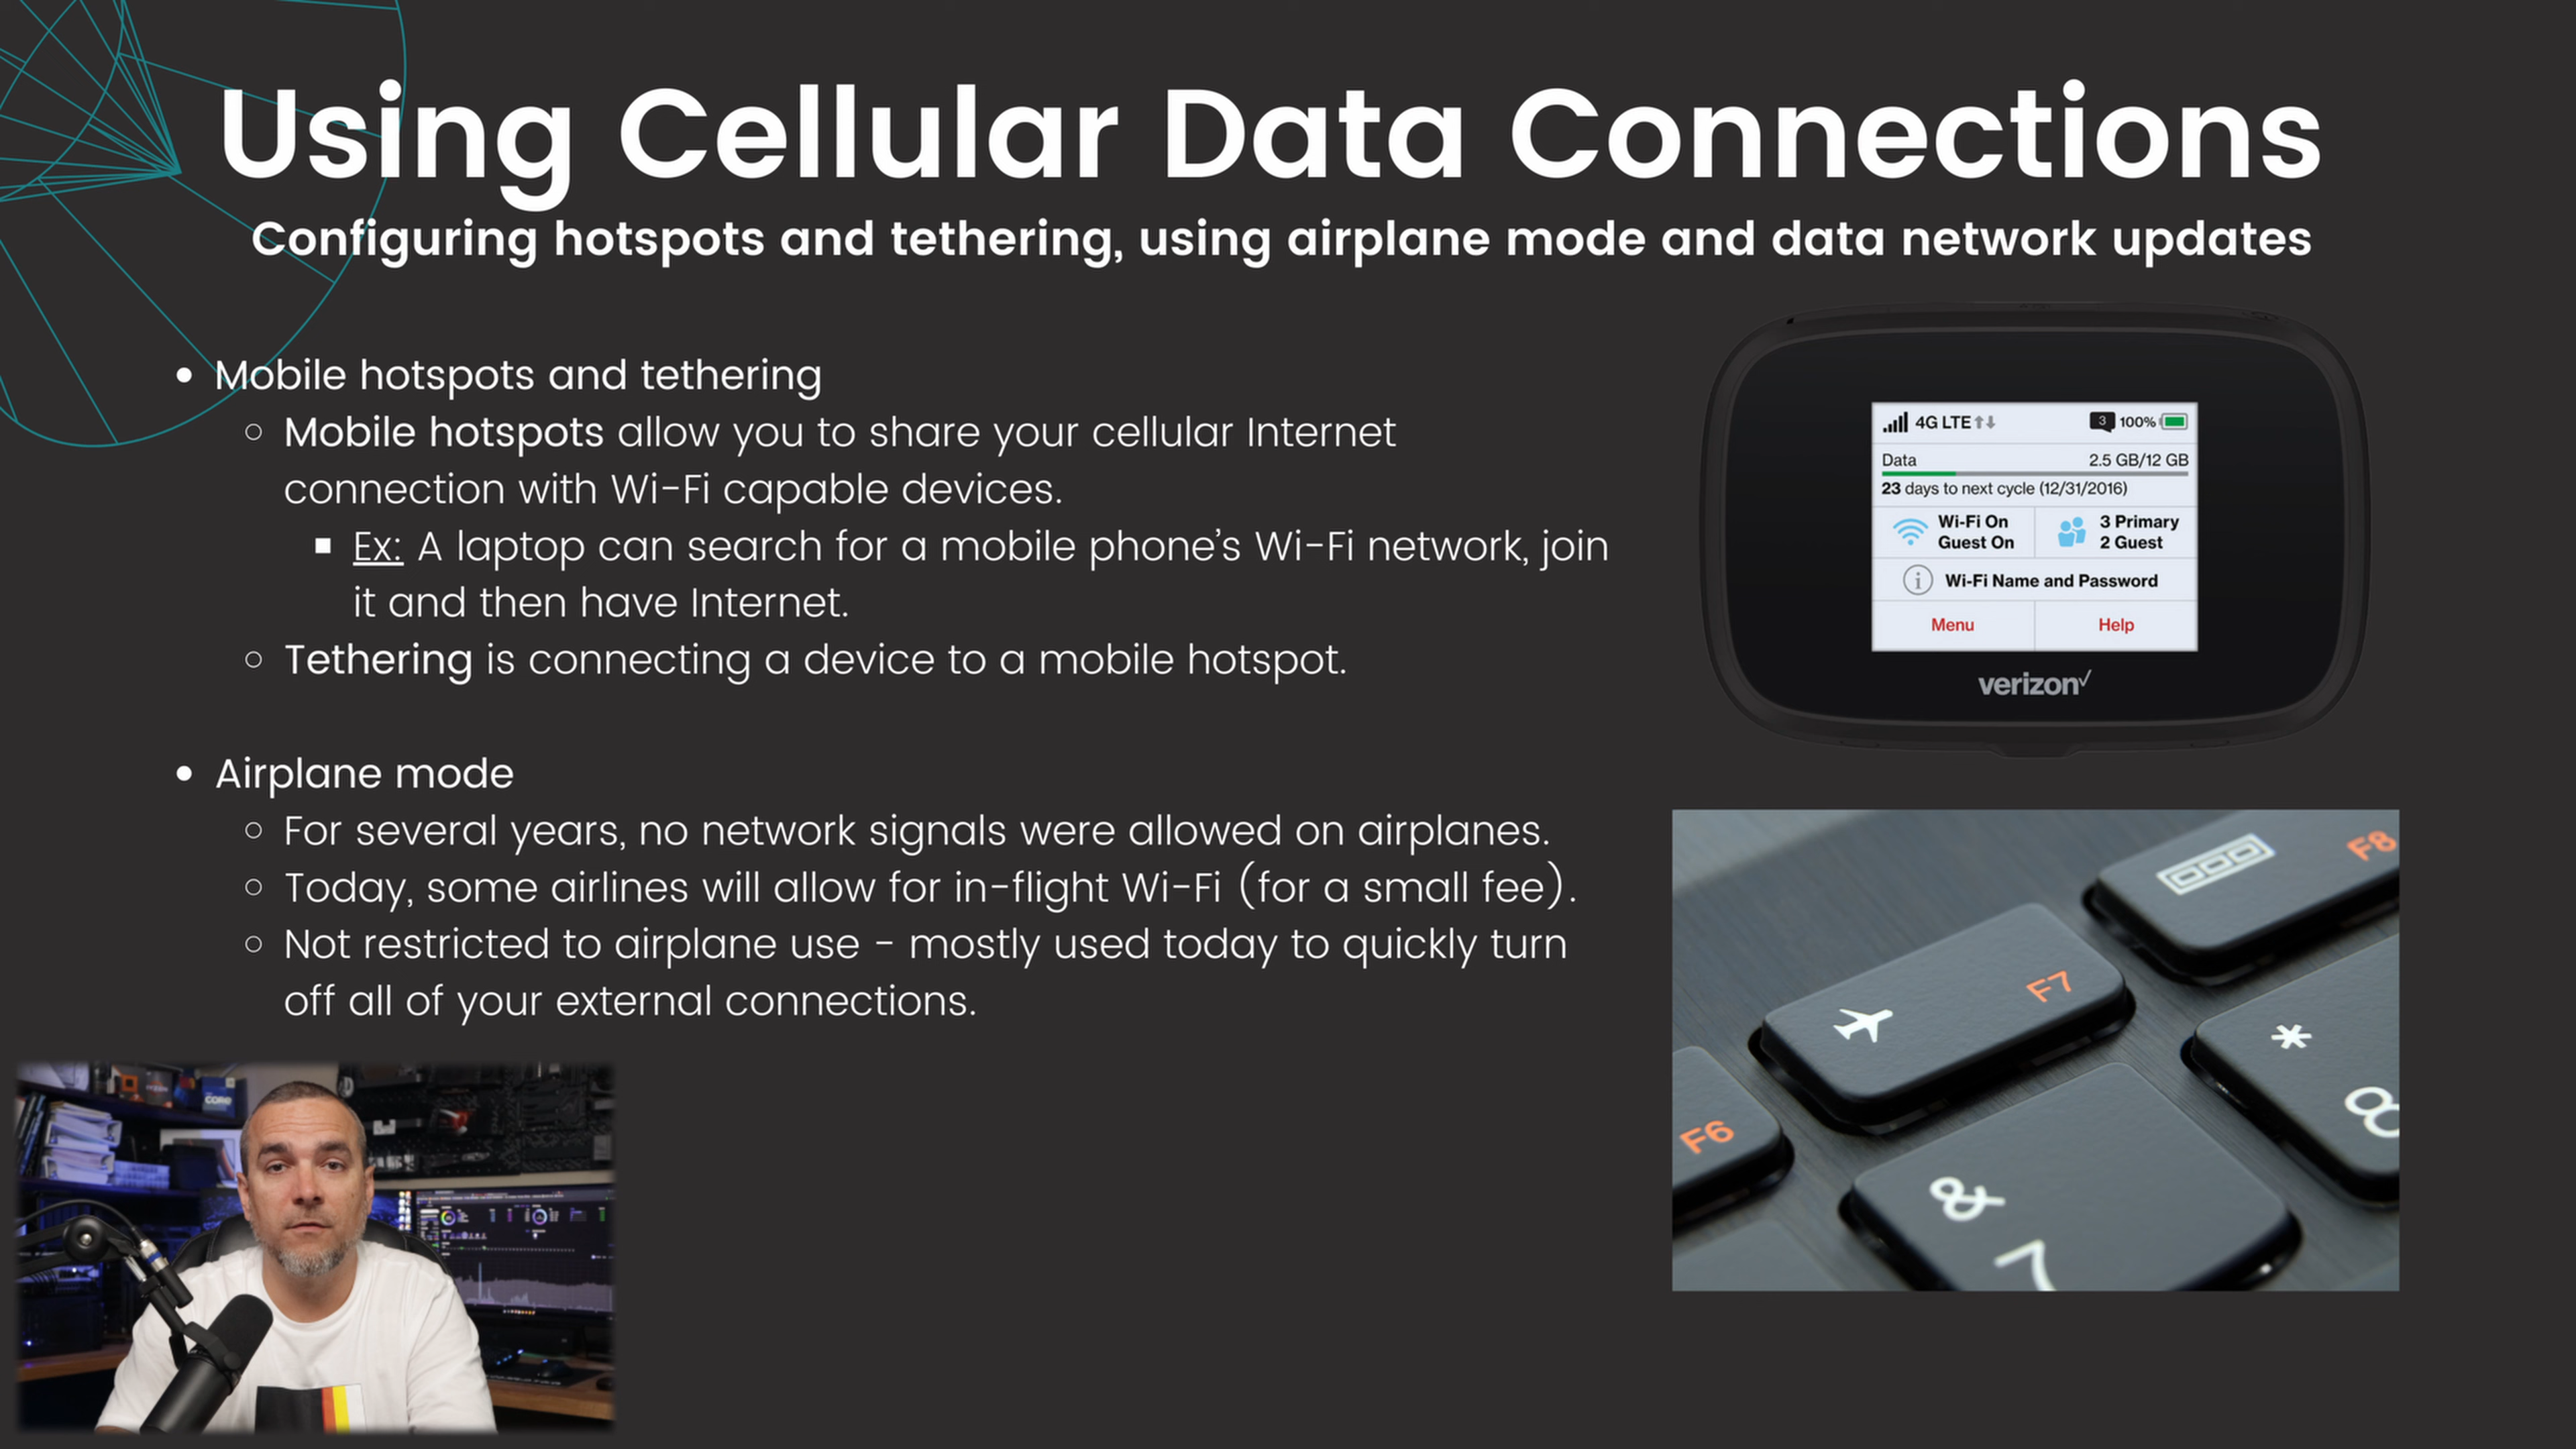 Using Cellular Data Connections
Configuring hotspots and tethering, using airplane mode and data network updates
• Mobile hotspots and tethering
○ Mobile hotspots allow you to share your cellular Internet
connection with Wi-Fi capable devices.
▪ Ex: A laptop can search for a mobile phone's Wi-Fi network, join
it and then have Internet.
○ Tethering is connecting a device to a mobile hotspot.
• Airplane mode
○ For several years, no network signals were allowed on airplanes.
○ Today, some airlines will allow for in-flight Wi-Fi (for a small fee).
○ Not restricted to airplane use - mostly used today to quickly turn
off all of your external connections.
4G LTE 3 100%
Data 2.5 GB/12 GB
23 days to next cycle (12/31/2016)
Wi-Fi On
Guest On
3 Primary
2 Guest
Wi-Fi Name and Password
Menu Help
verizon
F8
F7
F6
*
8
&
7
CORE